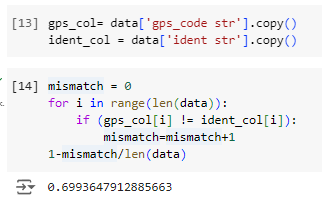 [13] gps_col= data['gps_code str'].copy()
ident_col = data['ident str'].copy()
[14] mismatch = 0
for i in range(len(data)):
    if (gps_col[i] != ident_col[i]):
        mismatch=mismatch+1
1-mismatch/len(data)
0.6993647912885663